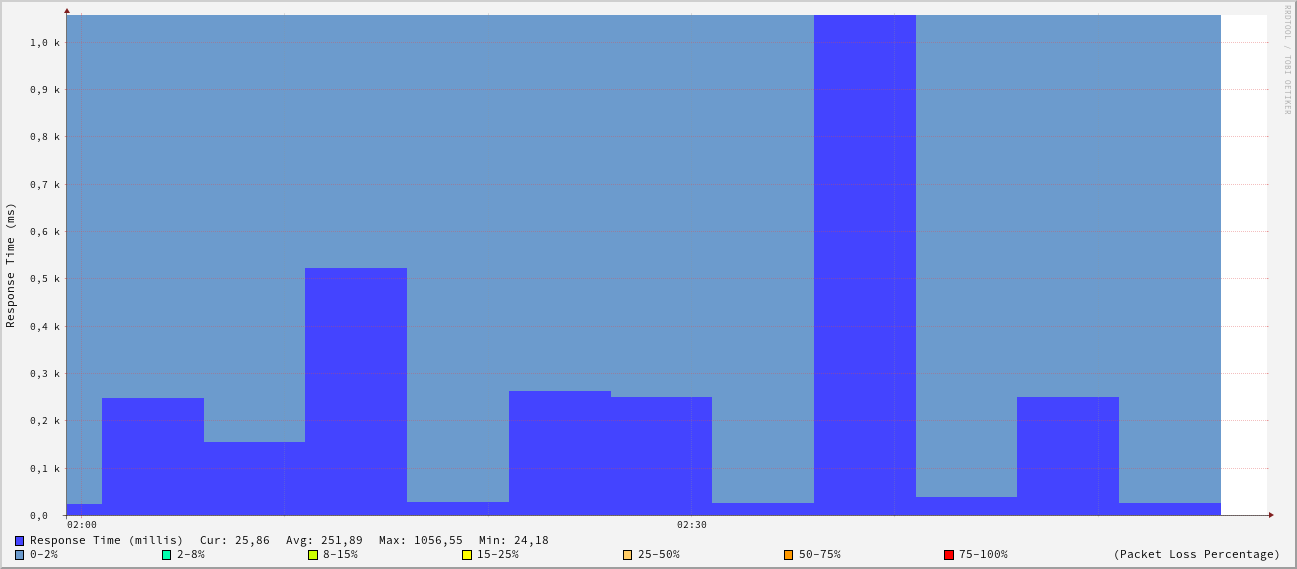 RRDTOOL / TOBI OETIKER
Response Time (ms)
1,0 k
0,9 k
0,8 k
0,7 k
0,6 k
0,5 k
0,4 k
0,3 k
0,2 k
0,1 k
0,0
02:00 02:30
Response Time (millis) Cur: 25,86 Avg: 251,89 Max: 1056,55 Min: 24,18
0-2% 2-8% 8-15% 15-25% 25-50% 50-75% 75-100% (Packet Loss Percentage)